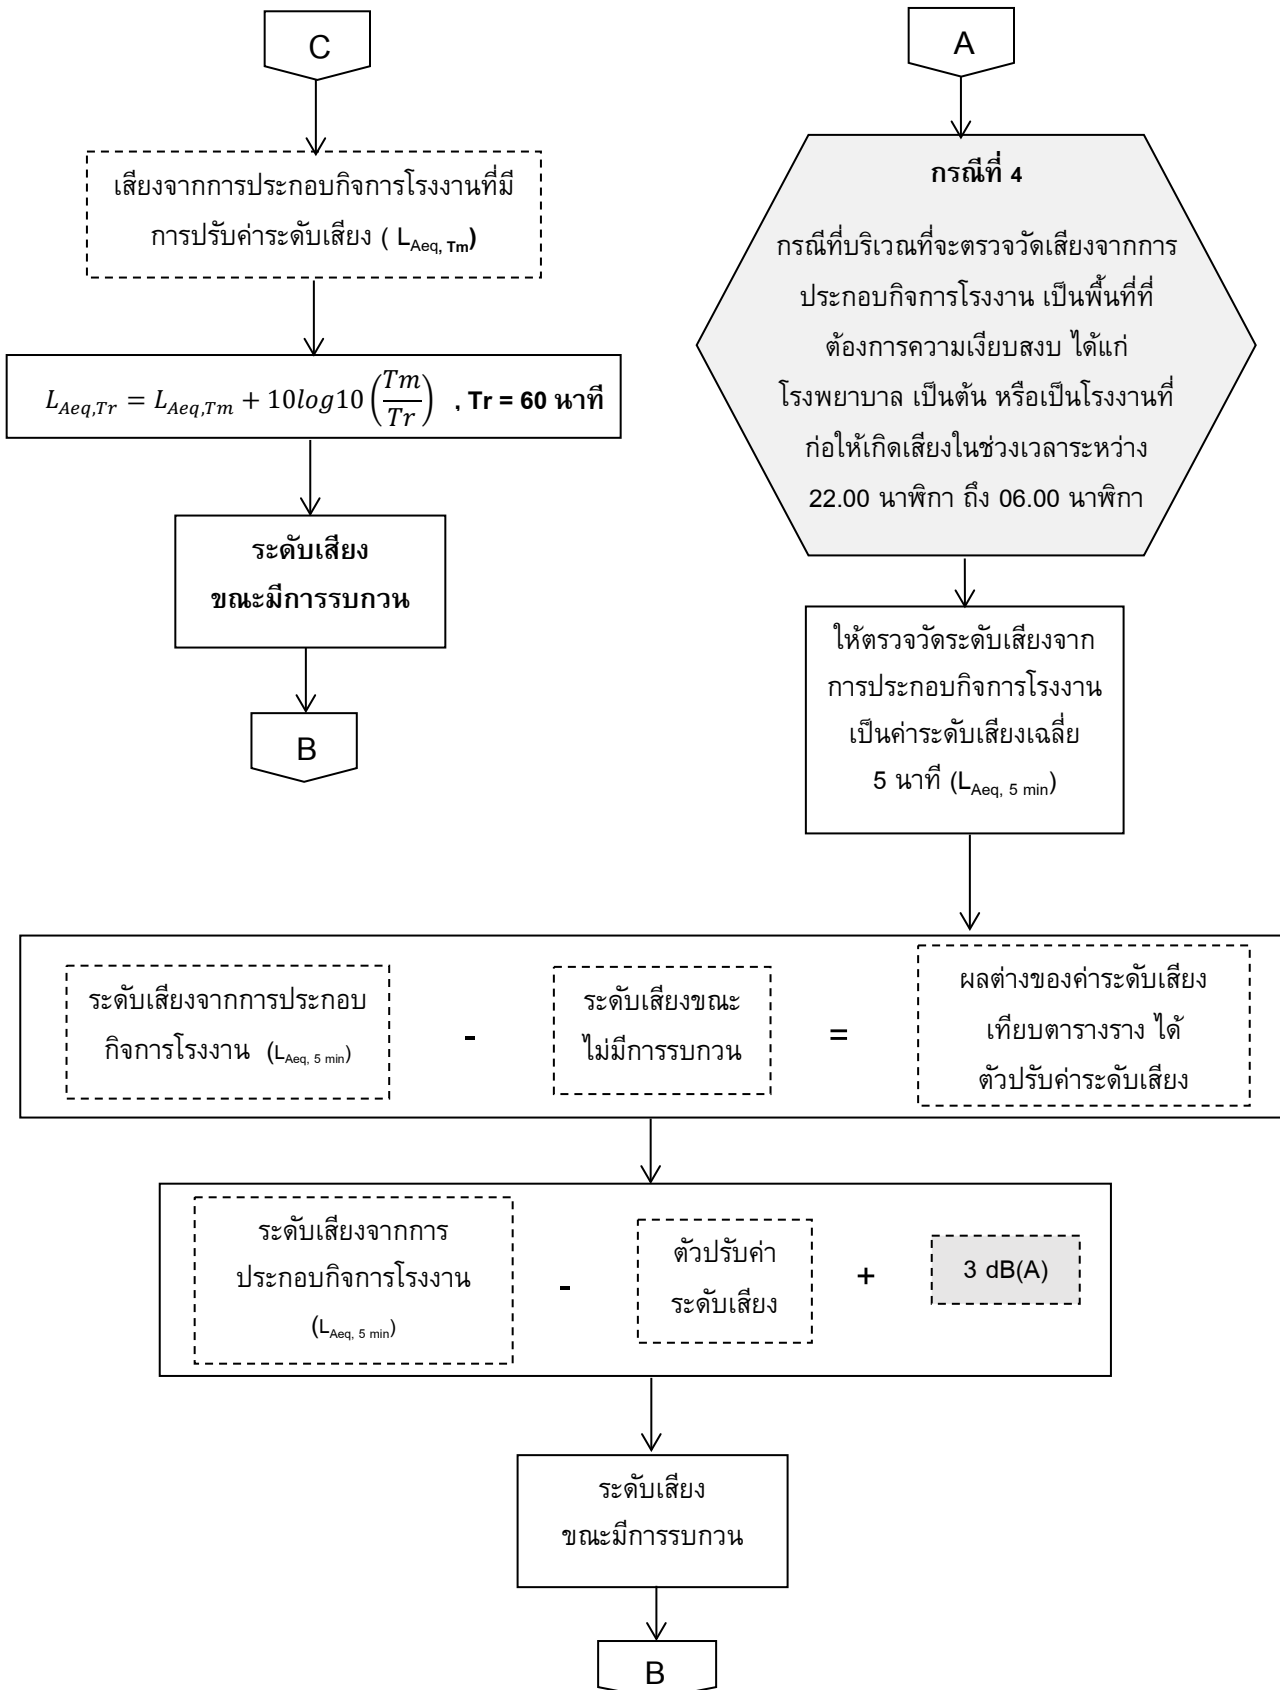 C
เสียงจากการประกอบกิจการโรงงานที่มี
การปรับค่าระดับเสียง ( LAeq, Tm)
L_{Aeq,Tr} = L_{Aeq,Tm} + 10log10 (Tm/Tr) , Tr = 60 นาที
ระดับเสียง
ขณะมีการรบกวน
B
A
กรณีที่ 4
กรณีที่บริเวณที่จะตรวจวัดเสียงจากการ
ประกอบกิจการโรงงาน เป็นพื้นที่ที่
ต้องการความเงียบสงบ ได้แก่
โรงพยาบาล เป็นต้น หรือเป็นโรงงานที่
ก่อให้เกิดเสียงในช่วงเวลาระหว่าง
22.00 นาฬิกา ถึง 06.00 นาฬิกา
ให้ตรวจวัดระดับเสียงจาก
การประกอบกิจการโรงงาน
เป็นค่าระดับเสียงเฉลี่ย
5 นาที (LAeq, 5 min)
ระดับเสียงจากการประกอบ
กิจการโรงงาน (LAeq, 5 min)
-
ระดับเสียงขณะ
ไม่มีการรบกวน
=
ผลต่างของค่าระดับเสียง
เทียบตารางราง ได้
ตัวปรับค่าระดับเสียง
ระดับเสียงจากการ
ประกอบกิจการโรงงาน
(LAeq, 5 min)
-
ตัวปรับค่า
ระดับเสียง
+
3 dB(A)
ระดับเสียง
ขณะมีการรบกวน
B